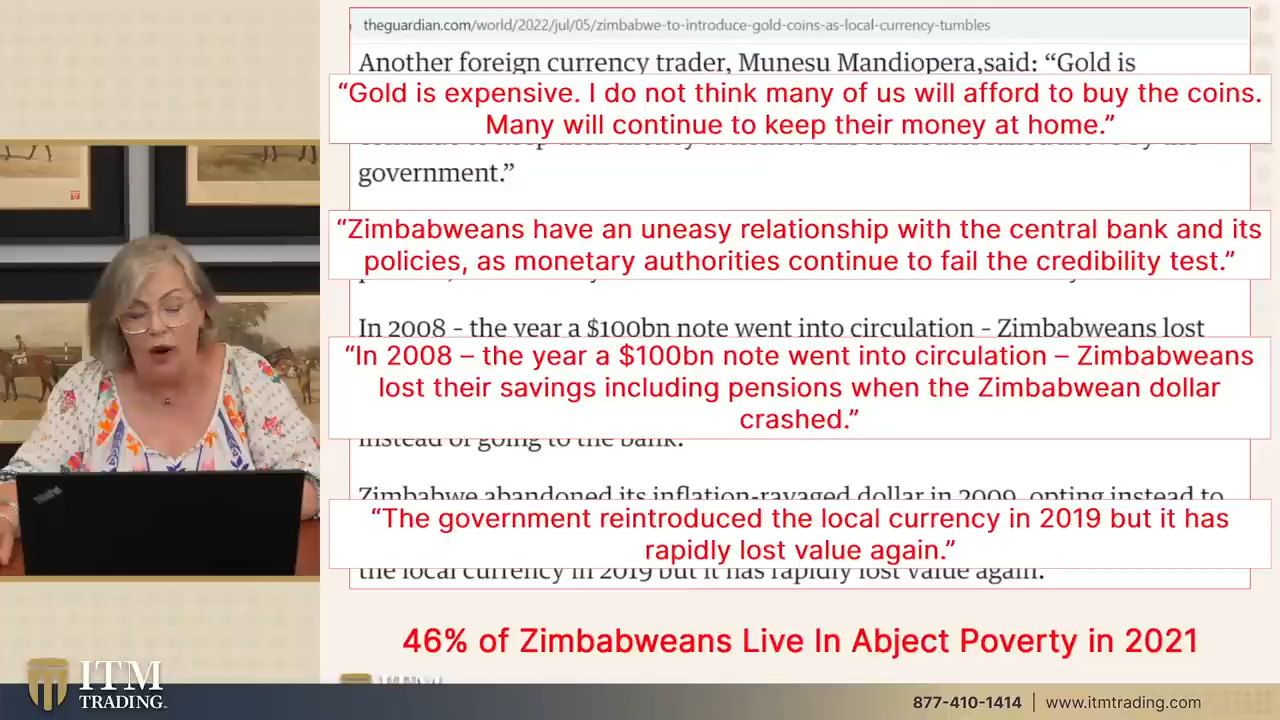 theguardian.com/world/2022/jul/05/zimbabwe-to-introduce-gold-coins-as-local-currency-tumbles
Another foreign currency trader, Munesu Mandiopera,said: “Gold is
“Gold is expensive. I do not think many of us will afford to buy the coins.
Many will continue to keep their money at home.”
government.”
“Zimbabweans have an uneasy relationship with the central bank and its
policies, as monetary authorities continue to fail the credibility test.”
In 2008 - the year a $100bn note went into circulation - Zimbabweans lost
“In 2008 – the year a $100bn note went into circulation – Zimbabweans
lost their savings including pensions when the Zimbabwean dollar
crashed.”
instead of going to the bank.
Zimbabwe abandoned its inflation-ravaged dollar in 2009, opting instead to
“The government reintroduced the local currency in 2019 but it has
rapidly lost value again.”
the local currency in 2019 but it has rapidly lost value again.
46% of Zimbabweans Live In Abject Poverty in 2021
ThinkPad
ITM
TRADING
877-410-1414 | www.itmtrading.com